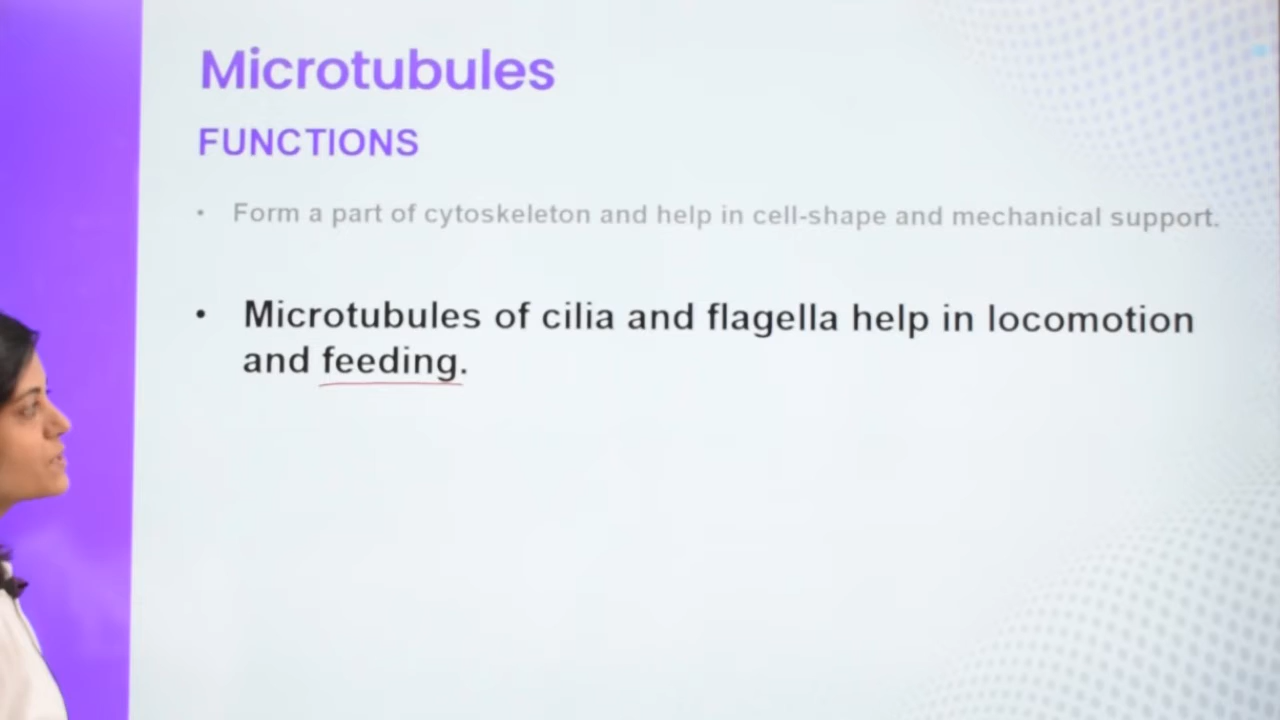 Microtubules
FUNCTIONS
• Form a part of cytoskeleton and help in cell-shape and mechanical support.
• Microtubules of cilia and flagella help in locomotion
and feeding.